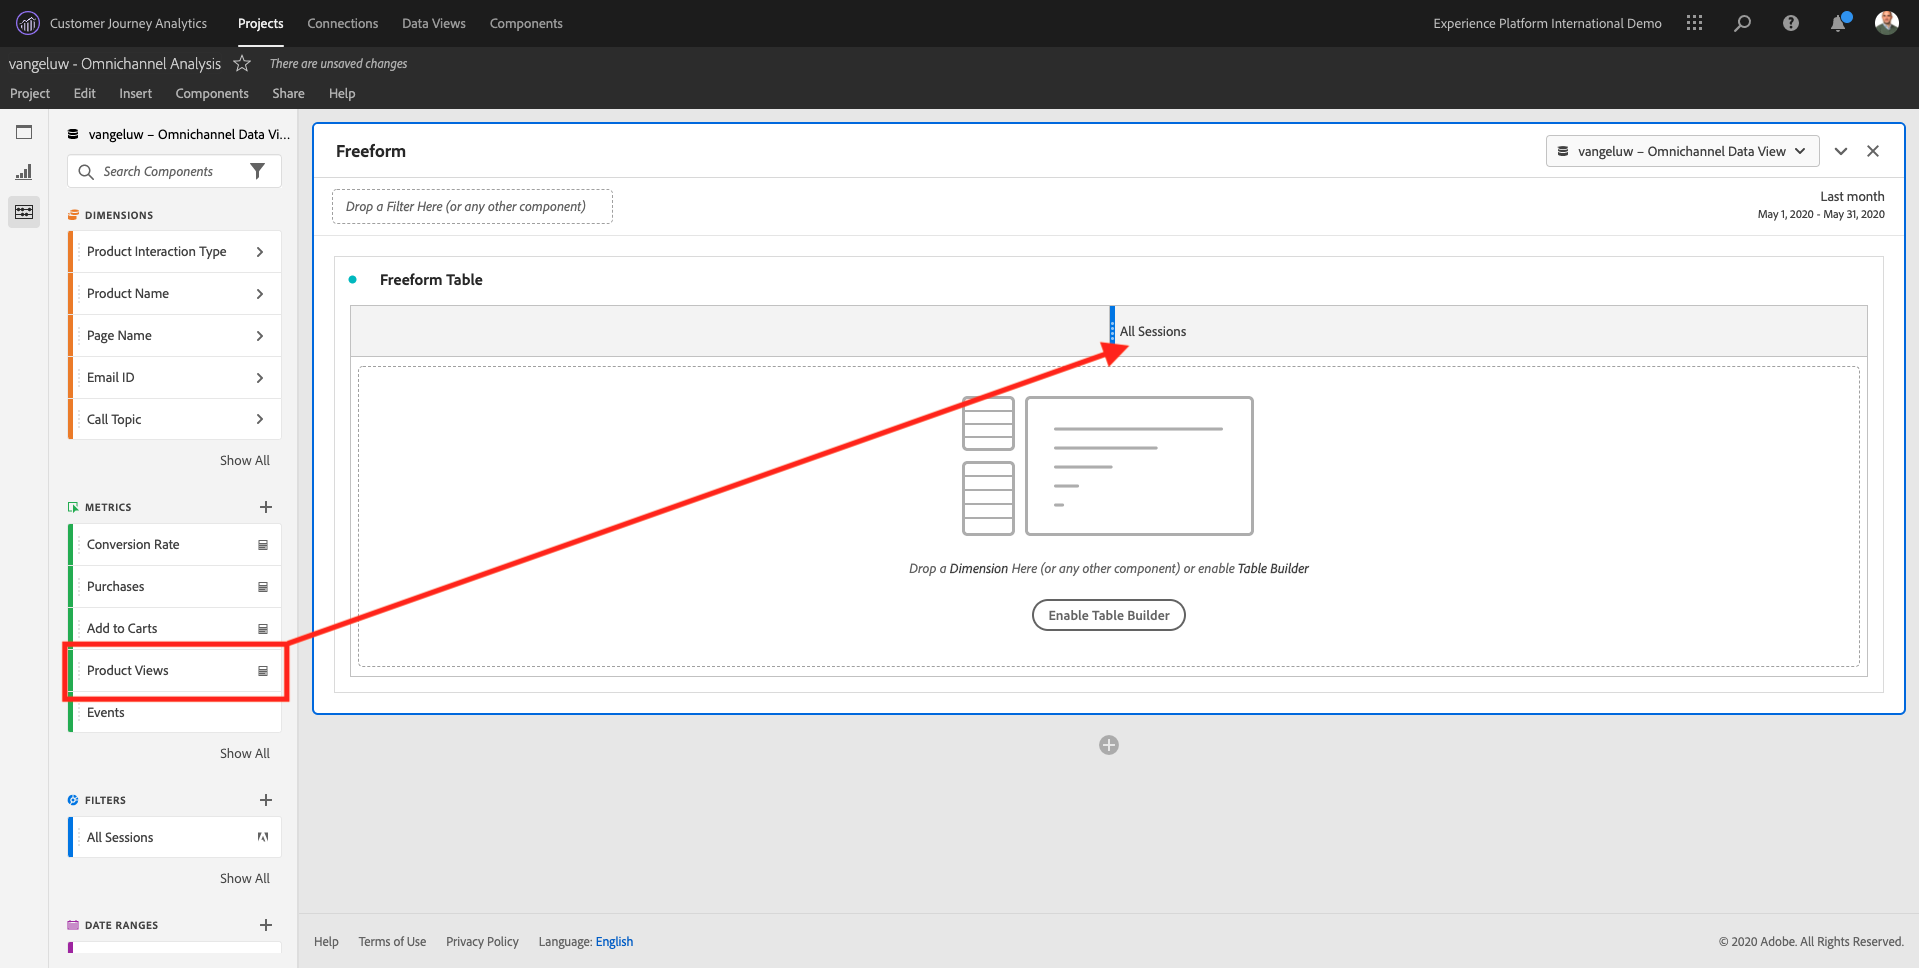 Customer Journey Analytics
Projects
Connections
Data Views
Components
Experience Platform International Demo
vangeluw - Omnichannel Analysis
There are unsaved changes
Project
Edit
Insert
Components
Share
Help
vangeluw – Omnichannel Data Vi...
Search Components
DIMENSIONS
Product Interaction Type
Product Name
Page Name
Email ID
Call Topic
Show All
METRICS
Conversion Rate
Purchases
Add to Carts
Product Views
Events
Show All
FILTERS
All Sessions
Show All
DATE RANGES
Freeform
vangeluw – Omnichannel Data View
Drop a Filter Here (or any other component)
Last month
May 1, 2020 - May 31, 2020
Freeform Table
All Sessions
Drop a Dimension Here (or any other component) or enable Table Builder
Enable Table Builder
Help
Terms of Use
Privacy Policy
Language: English
© 2020 Adobe. All Rights Reserved.